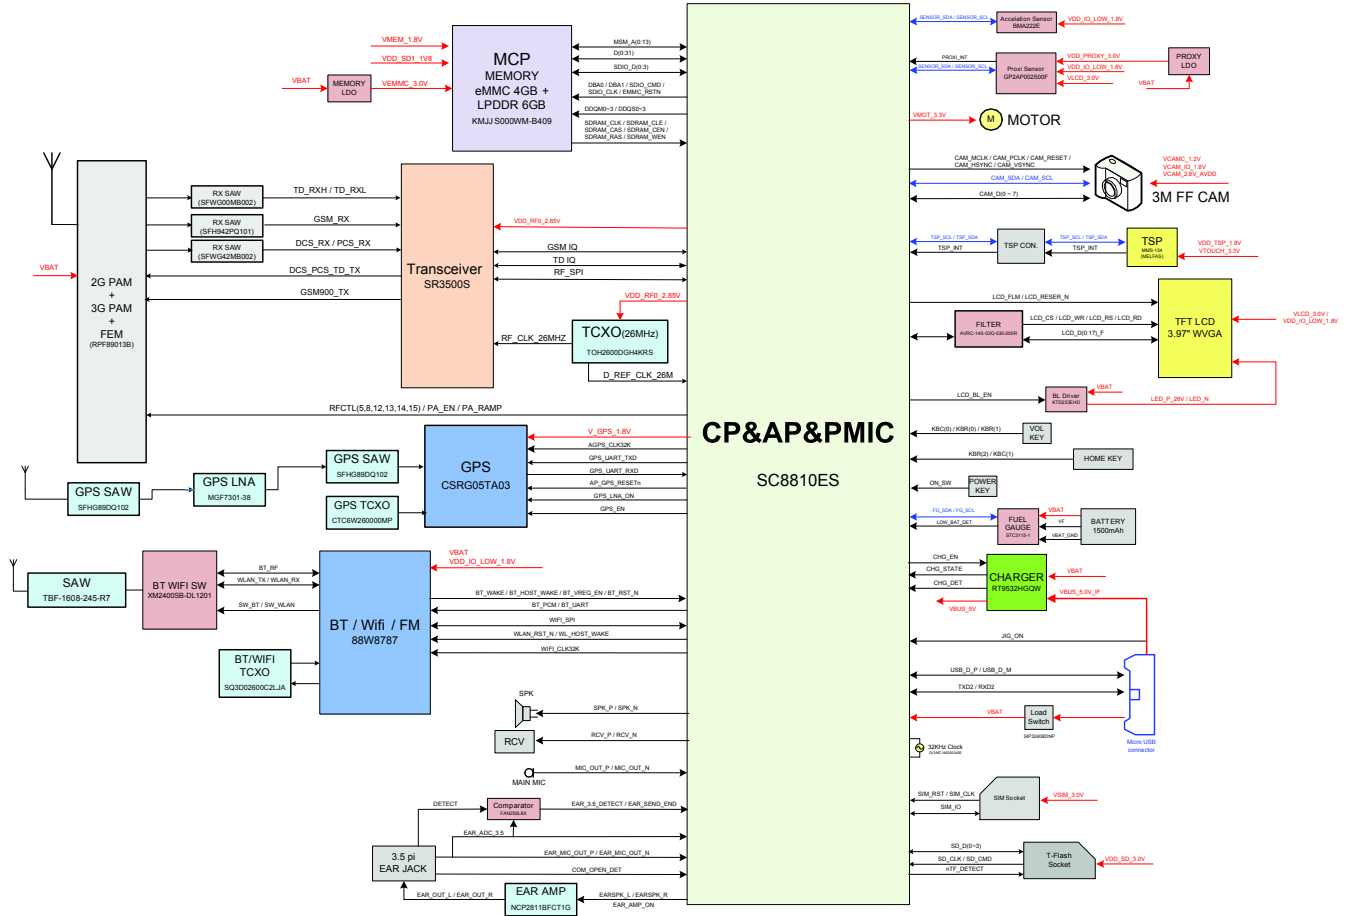 VMEM_1.8V
VDD_SD1_1V8
VBAT
MEMORY
LDO
VEMMC_3.0V
MCP
MEMORY
eMMC 4GB +
LPDDR 6GB
KMJJ S000WM-B409
MSM_A(0:13)
D(0:31)
SDIO_D(0:3)
DBA0 / DBA1 / SDIO_CMD /
SDIO_CLK / EMMC_RSTN
DDQM0~3 / DDQS0~3
SDRAM_CLK / SDRAM_CLE /
SDRAM_CAS / SDRAM_CEN /
SDRAM_RAS / SDRAM_WEN
2G PAM
+
3G PAM
+
FEM
(RPF89013B)
VBAT
RX SAW
(SFWG00MB002)
RX SAW
(SFH942PQ101)
RX SAW
(SFWG42MB002)
TD_RXH / TD_RXL
GSM_RX
DCS_RX / PCS_RX
DCS_PCS_TD_TX
GSM900_TX
Transceiver
SR3500S
VDD_RF0_2.85V
GSM IQ
TD IQ
RF_SPI
VDD_RF0_2.85V
RF_CLK_26MHZ
TCXO(26MHz)
TOH2600DGH4KRS
D_REF_CLK_26M
RFCTL(5,8,12,13,14,15) / PA_EN / PA_RAMP
GPS SAW
SFHG89DQ102
GPS LNA
MGF7301-38
GPS SAW
SFHG89DQ102
GPS TCXO
CTC6W260000MP
GPS
CSRG05TA03
V_GPS_1.8V
AGPS_CLK32K
GPS_UART_TXD
GPS_UART_RXD
AP_GPS_RESETn
GPS_LNA_ON
GPS_EN
SAW
TBF-1608-245-R7
BT WIFI SW
XM2400SB-DL1201
BT_RF
WLAN_TX / WLAN_RX
SW_BT / SW_WLAN
BT/WIFI
TCXO
SQ3D02600C2LJA
BT / Wifi / FM
88W8787
VBAT
VDD_IO_LOW_1.8V
BT_WAKE / BT_HOST_WAKE / BT_VREG_EN / BT_RST_N
BT_PCM / BT_UART
WIFI_SPI
WLAN_RST_N / WL_HOST_WAKE
WIFI_CLK32K
SPK
SPK_P / SPK_N
RCV
RCV_P / RCV_N
MAIN MIC
MIC_OUT_P / MIC_OUT_N
DETECT
Comparator
EAR_3.5_DETECT / EAR_SEND_END
EAR_ADC_3.5
3.5 pi
EAR JACK
EAR_MIC_OUT_P / EAR_MIC_OUT_N
COM_OPEN_DET
EAR_OUT_L / EAR_OUT_R
EAR AMP
NCP2811BFCT1G
EARSPK_L / EARSPK_R
EAR_AMP_ON
CP&AP&PMIC
SC8810ES
SENSOR_SDA / SENSOR_SCL
Accelation Sensor
BMA222E
VDD_IO_LOW_1.8V
PROXI_INT
SENSOR_SDA / SENSOR_SCL
Proxi Sensor
GP2AP002S00F
VDD_PROXY_3.0V
VDD_IO_LOW_1.8V
VLCD_3.0V
PROXY
LDO
VBAT
VMOT_3.3V
M
MOTOR
CAM_MCLK / CAM_PCLK / CAM_RESET /
CAM_HSYNC / CAM_VSYNC
CAM_SDA / CAM_SCL
CAM_D(0 ~ 7)
VCAMC_1.2V
VCAM_IO_1.8V
VCAM_2.8V_AVDD
3M FF CAM
TSP_SCL / TSP_SDA
TSP_INT
TSP CON.
TSP_SCL / TSP_SDA
TSP_INT
TSP
MMS-134
(MELFAS)
VDD_TSP_1.8V
VTOUCH_3.3V
LCD_FLM / LCD_RESER_N
FILTER
AVRC-14S-03Q-030-200R
LCD_CS / LCD_WR / LCD_RS / LCD_RD
LCD_D(0:17)_F
TFT LCD
3.97" WVGA
VLCD_3.0V /
VDD_IO_LOW_1.8V
LCD_BL_EN
BL Driver
KTD253EHD
VBAT
LED_P_26V / LED_N
KBC(0) / KBR(0) / KBR(1)
VOL
KEY
KBR(2) / KBC(1)
HOME KEY
ON_SW
POWER
KEY
FG_SDA / FG_SCL
LOW_BAT_DET
FUEL
GAUGE
STC3115-1
VBAT
VF
VBAT_GND
BATTERY
1500mAh
CHG_EN
CHG_STATE
CHG_DET
VBUS_5V
CHARGER
RT9532HGQW
VBAT
VBUS_5.0V_IF
JIG_ON
USB_D_P / USB_D_M
TXD2 / RXD2
VBAT
Load
Switch
SIP32408DNP
Micro USB
connector
32KHz Clock
SIM_RST / SIM_CLK
SIM_IO
SIM Socket
VSIM_3.0V
SD_D(0~3)
SD_CLK / SD_CMD
nTF_DETECT
T-Flash
Socket
VDD_SD_3.0V